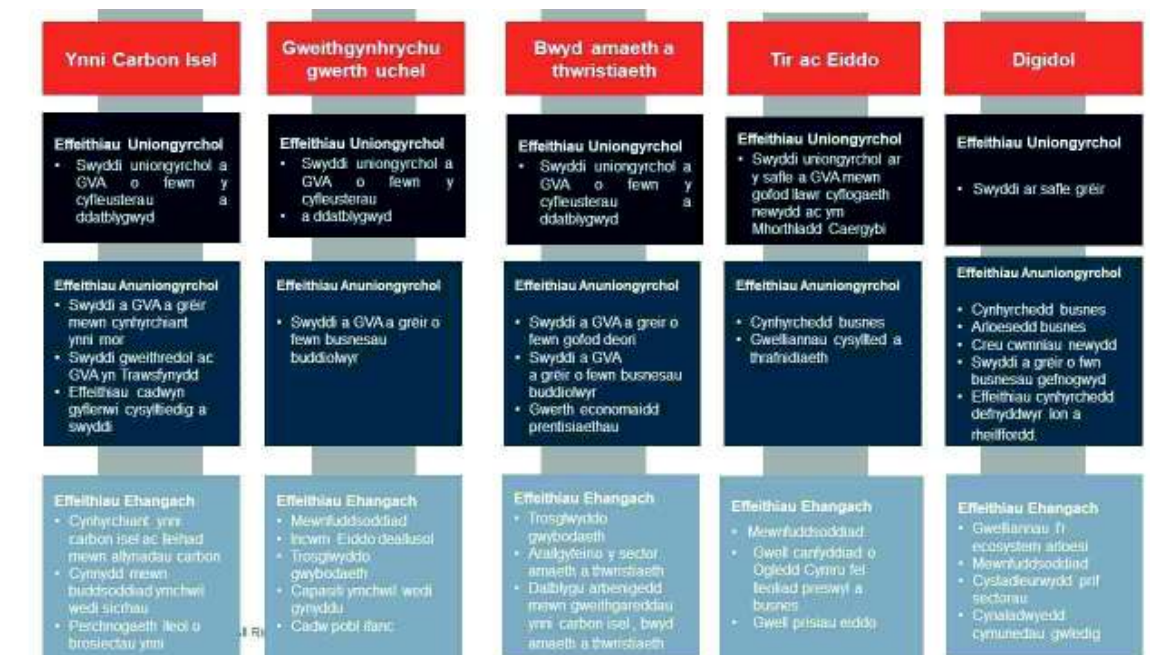 Ynni Carbon Isel
Gweithgynhrychu
gwerth uchel
Bwyd amaeth a
thwristiaeth
Tir ac Eiddo
Digidol
Effeithiau Uniongyrchol
• Swyddi uniongyrchol a
GVA o fewn y
cyfleusterau a
ddatblygwyd
Effeithiau Uniongyrchol
• Swyddi uniongyrchol a
GVA o fewn y
cyfleusterau
• a ddatblygwyd
Effeithiau Uniongyrchol
• Swyddi uniongyrchol a
GVA o fewn y
cyfleusterau a
ddatblygwyd
Effeithiau Uniongyrchol
• Swyddi uniongyrchol ar
y safle a GVA mewn
gofod llawr cyflogaeth
newydd ac ym
Mhorthladd Caergybi
Effeithiau Uniongyrchol
• Swyddi ar safle grëir
Effeithiau Anuniongyrchol
• Swyddi a GVA a grëir
mewn cynhyrchiant
ynni mor
• Swyddi gweithredol ac
GVA yn Trawsfynydd
• Effeithiau cadwyn
gyflenwi cysylltiedig a
swyddi
Effeithiau Anuniongyrchol
• Swyddi a GVA a grëir o
fewn busnesau
buddiolwyr
Effeithiau Anuniongyrchol
• Swyddi a GVA a greir o
fewn gofod deori
• Swyddi a GVA
a grëir o fewn busnesau
buddiolwyr
• Gwerth economaidd
prentisiaethau
Effeithiau Anuniongyrchol
• Cynhyrchedd busnes
• Gwelliannau cysyllted a
thrafnidiaeth
Effeithiau Anuniongyrchol
• Cynhyrchedd busnes
• Arloesedd busnes
• Creu cwmniau newydd
• Swyddi a grëir o fwn
busnesau gefnogwyd
• Effeithiau cynhyrchedd
defnyddwyr lon a
rheilffordd.
Effeithiau Ehangach
• Cynhyrchiant ynni
carbon isel ac lleihad
mewn allynadau carbon
• Cynnydd mewn
buddsoddiad ymchwil
wedi sicrhau
• Perchnogaeth lleol o
brosiectau ynni
Effeithiau Ehangach
• Mewnfuddsoddiad
• Incwm Eiddo deallusol
• Trosglwyddo
gwybodaeth
• Capasiti ymchwil wedi
gynyddu
• Cadw pobl ifanc
Effeithiau Ehangach
• Trosglwyddo
gwybodaeth
• Arallgyfeirio y sector
amaeth a thwristiaeth
• Datblygu arbenigedd
mewn gweithgareddau
ynni carbon isel, bwyd
amaeth a thwristiaeth
Effeithiau Ehangach
• Mewnfuddsoddiad
• Gwell canfyddiad o
Ogledd Cymru fel
lleoliad preswyl a
busnes
• Gwell prisiau eiddo
Effeithiau Ehangach
• Gwelliannau i'r
ecosystem arloesi
• Mewnfuddsoddiad
• Cystadleurwydd prif
sectorau
• Cynaladwyedd
cymunedau gwledig